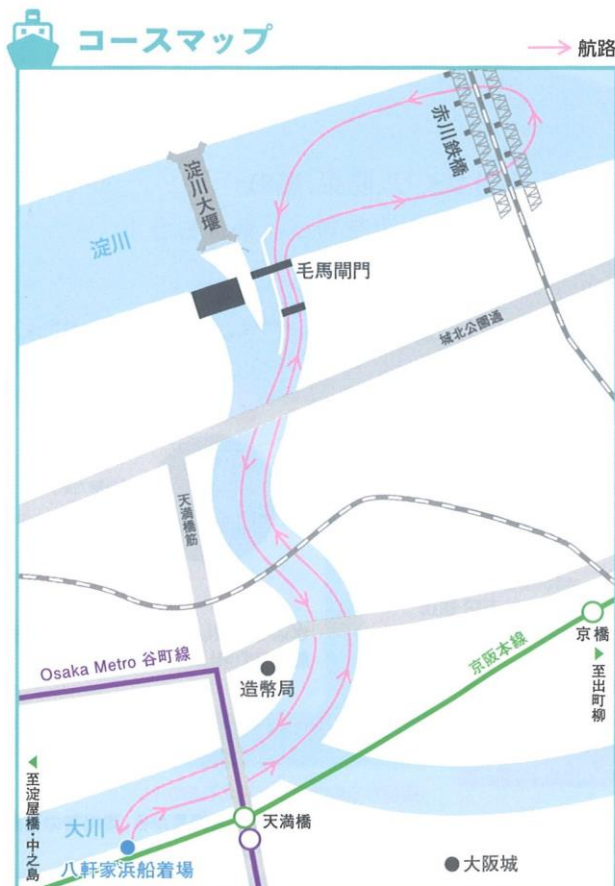 コースマップ
航路
赤川鉄橋
淀川大堰
淀川
毛馬閘門
城北公園通
天満橋筋
Osaka Metro 谷町線
造幣局
京阪本線
京橋
至出町柳
至淀屋橋・中之島
大川
天満橋
八軒家浜船着場
大阪城